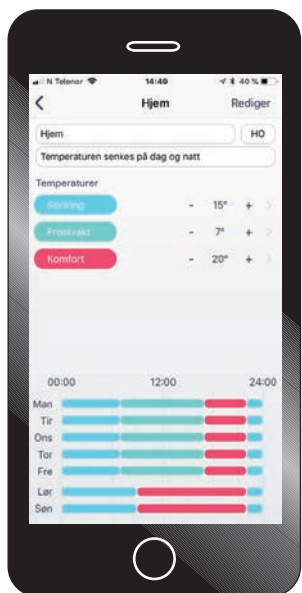 N Telenor 14:49 40 %
Hjem Rediger
Hjem HO
Temperaturen senkes på dag og natt
Temperaturer
Senking - 15° +
Frostvakt - 7° +
Komfort - 20° +
00:00 12:00 24:00
Man
Tir
Ons
Tor
Fre
Lør
Søn